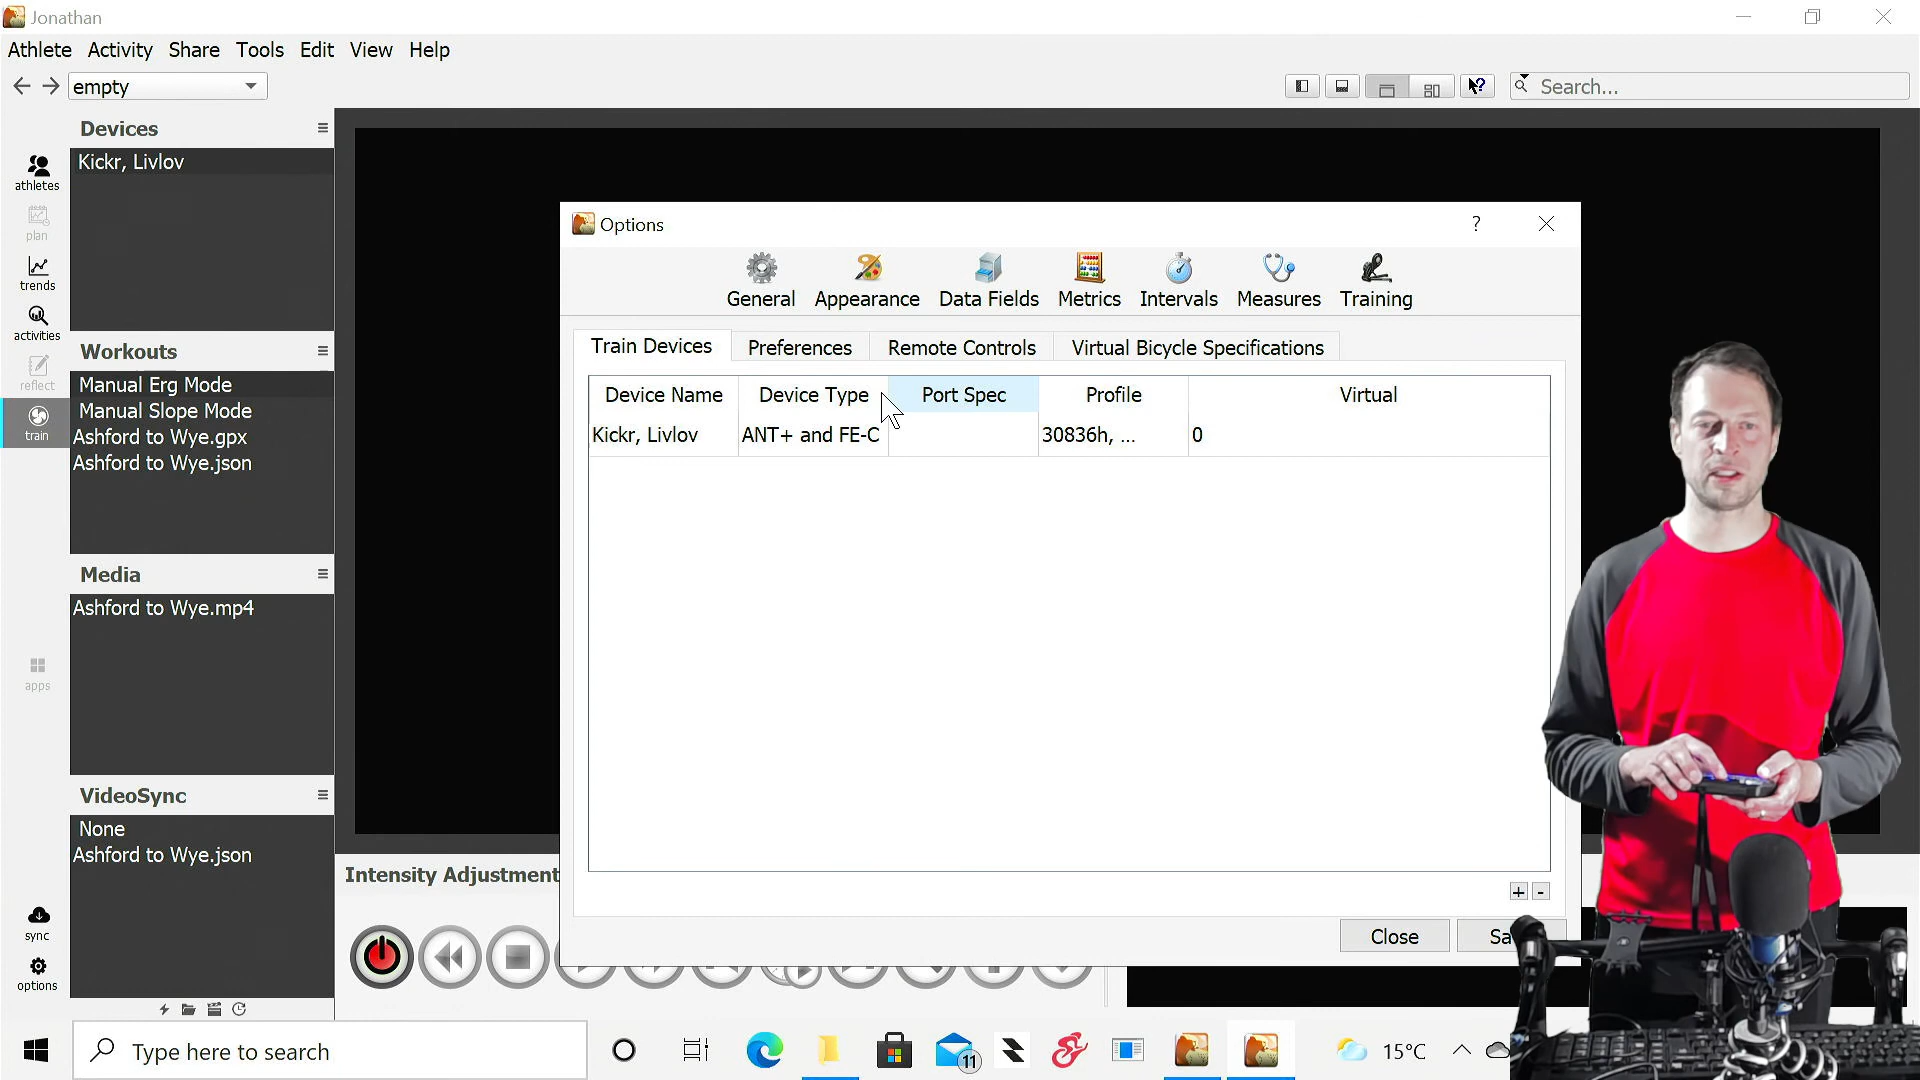 Jonathan
Athlete Activity Share Tools Edit View Help
empty
Search...
Devices
Kickr, Livlov
athletes
plan
trends
activities
reflect
train
apps
sync
options
Workouts
Manual Erg Mode
Manual Slope Mode
Ashford to Wye.gpx
Ashford to Wye.json
Media
Ashford to Wye.mp4
VideoSync
None
Ashford to Wye.json
Intensity Adjustment
Options
General Appearance Data Fields Metrics Intervals Measures Training
Train Devices Preferences Remote Controls Virtual Bicycle Specifications
Device Name Device Type Port Spec Profile Virtual
Kickr, Livlov ANT+ and FE-C 30836h, ... 0
+ -
Close
Type here to search
11
15°C